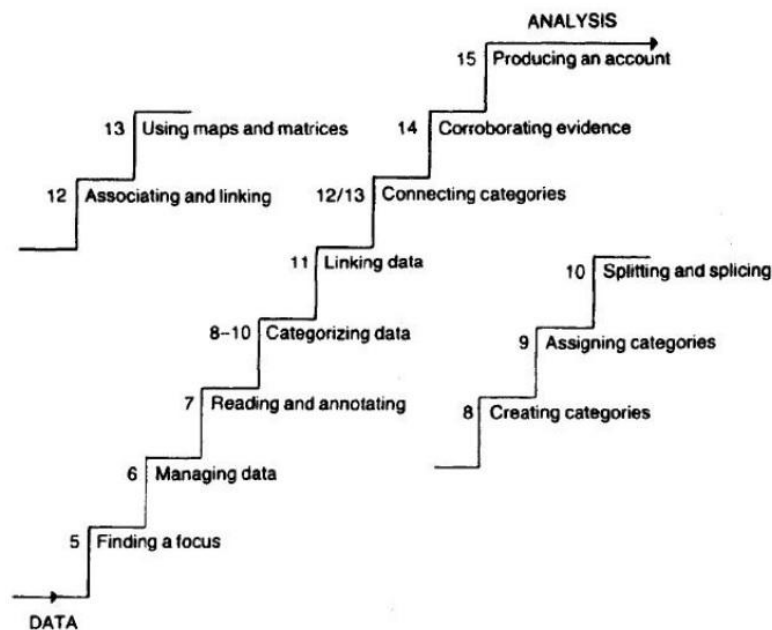 ANALYSIS
15 Producing an account
13 Using maps and matrices
14 Corroborating evidence
12 Associating and linking
12/13 Connecting categories
11 Linking data
10 Splitting and splicing
8–10 Categorizing data
9 Assigning categories
7 Reading and annotating
8 Creating categories
6 Managing data
5 Finding a focus
DATA